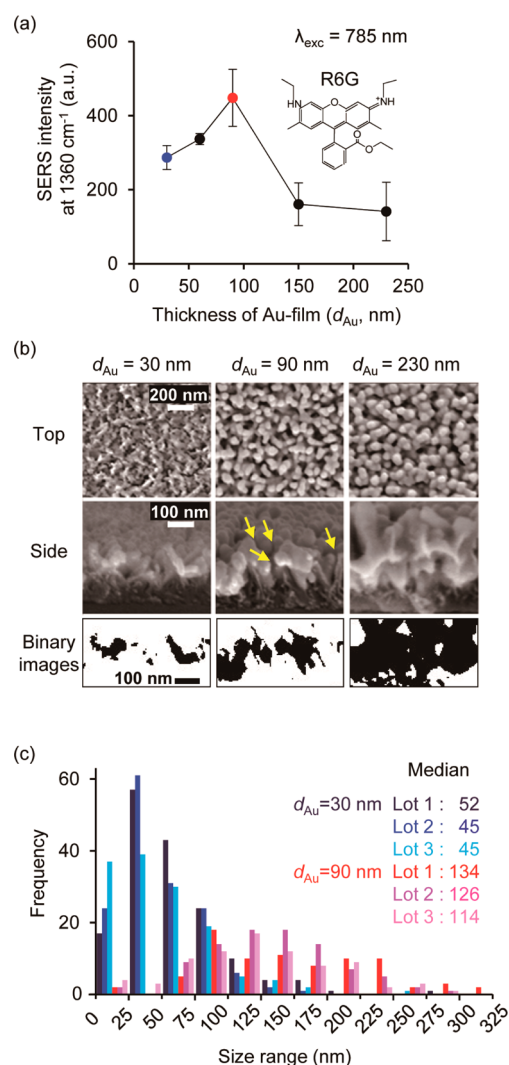 (a)
λexc = 785 nm
R6G
HN
NH
+
O
O
O
600
400
200
0
SERS intensity
at 1360 cm⁻¹ (a.u.)
0 50 100 150 200 250
Thickness of Au-film (dAu, nm)
(b)
dAu = 30 nm dAu = 90 nm dAu = 230 nm
Top
200 nm
Side
100 nm
Binary
images
100 nm
(c)
Median
dAu=30 nm Lot 1 : 52
Lot 2 : 45
Lot 3 : 45
dAu=90 nm Lot 1 : 134
Lot 2 : 126
Lot 3 : 114
60
40
20
0
Frequency
0 25 50 75 100 125 150 175 200 225 250 275 300 325
Size range (nm)